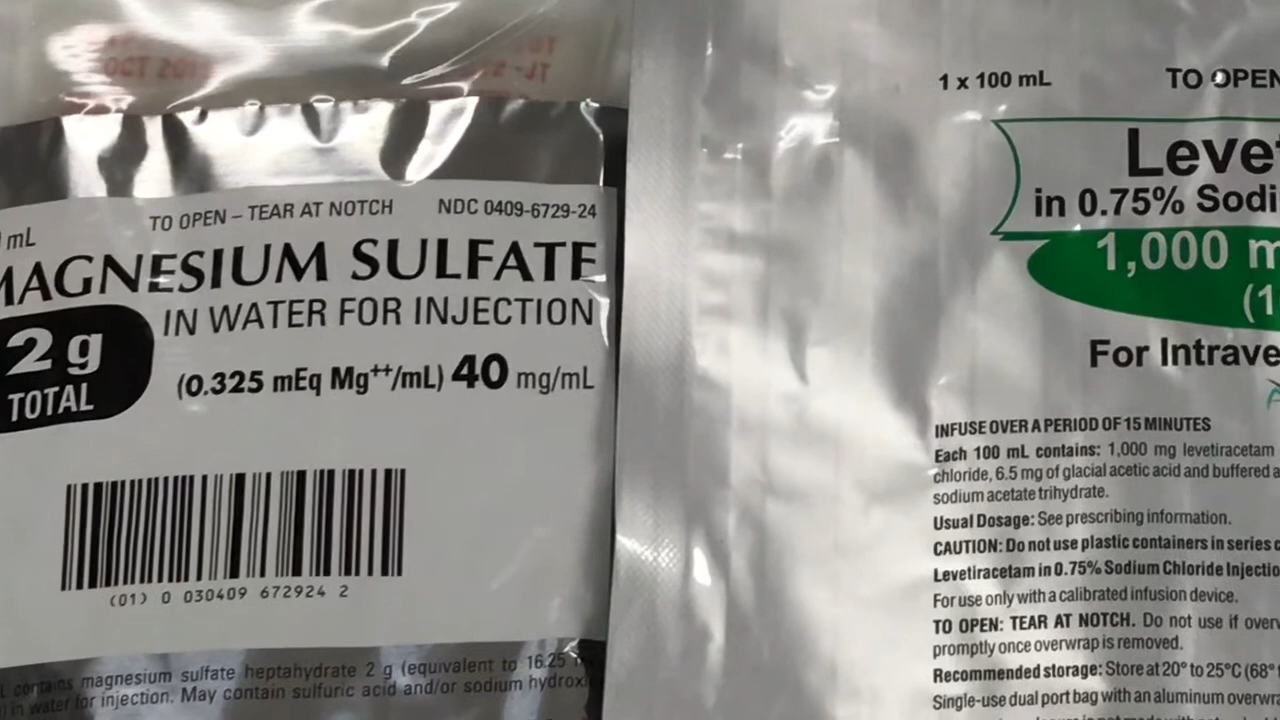 TO OPEN – TEAR AT NOTCH NDC 0409-6729-24
mL
MAGNESIUM SULFATE
IN WATER FOR INJECTION
2g
TOTAL
(0.325 mEq Mg++/mL) 40 mg/mL
(01) 0 030409 672924 2
contains magnesium sulfate heptahydrate 2 g (equivalent to 16.25
in water for injection. May contain sulfuric acid and/or sodium
1 x 100 mL TO OPEN
Leve
in 0.75% Sodi
1,000 m
(1
For Intrave
INFUSE OVER A PERIOD OF 15 MINUTES
Each 100 mL contains: 1,000 mg levetiracetam
chloride, 6.5 mg of glacial acetic acid and buffered a
sodium acetate trihydrate.
Usual Dosage: See prescribing information.
CAUTION: Do not use plastic containers in series c
Levetiracetam in 0.75% Sodium Chloride Injectio
For use only with a calibrated infusion device.
TO OPEN: TEAR AT NOTCH. Do not use if overw
promptly once overwrap is removed.
Recommended storage: Store at 20° to 25°C (68°
Single-use dual port bag with an aluminum overwra